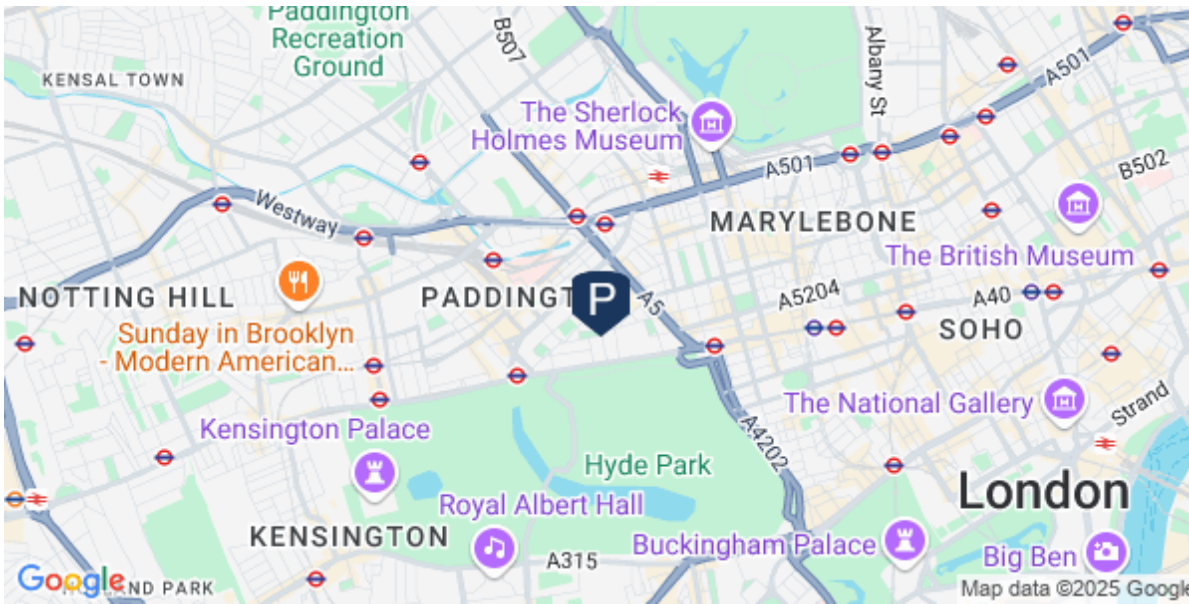 Paddington
Recreation
Ground
B507
Albany St
A501
KENSAL TOWN
The Sherlock
Holmes Museum
A501
B502
Westway
MARYLEBONE
The British Museum
NOTTING HILL
PADDINGT
P
A5
A5204
A40
SOHO
Sunday in Brooklyn
- Modern American...
The National Gallery
Strand
Kensington Palace
A4202
Hyde Park
London
Royal Albert Hall
KENSINGTON
Buckingham Palace
Big Ben
A315
Google
AND PARK
Map data ©2025 Google